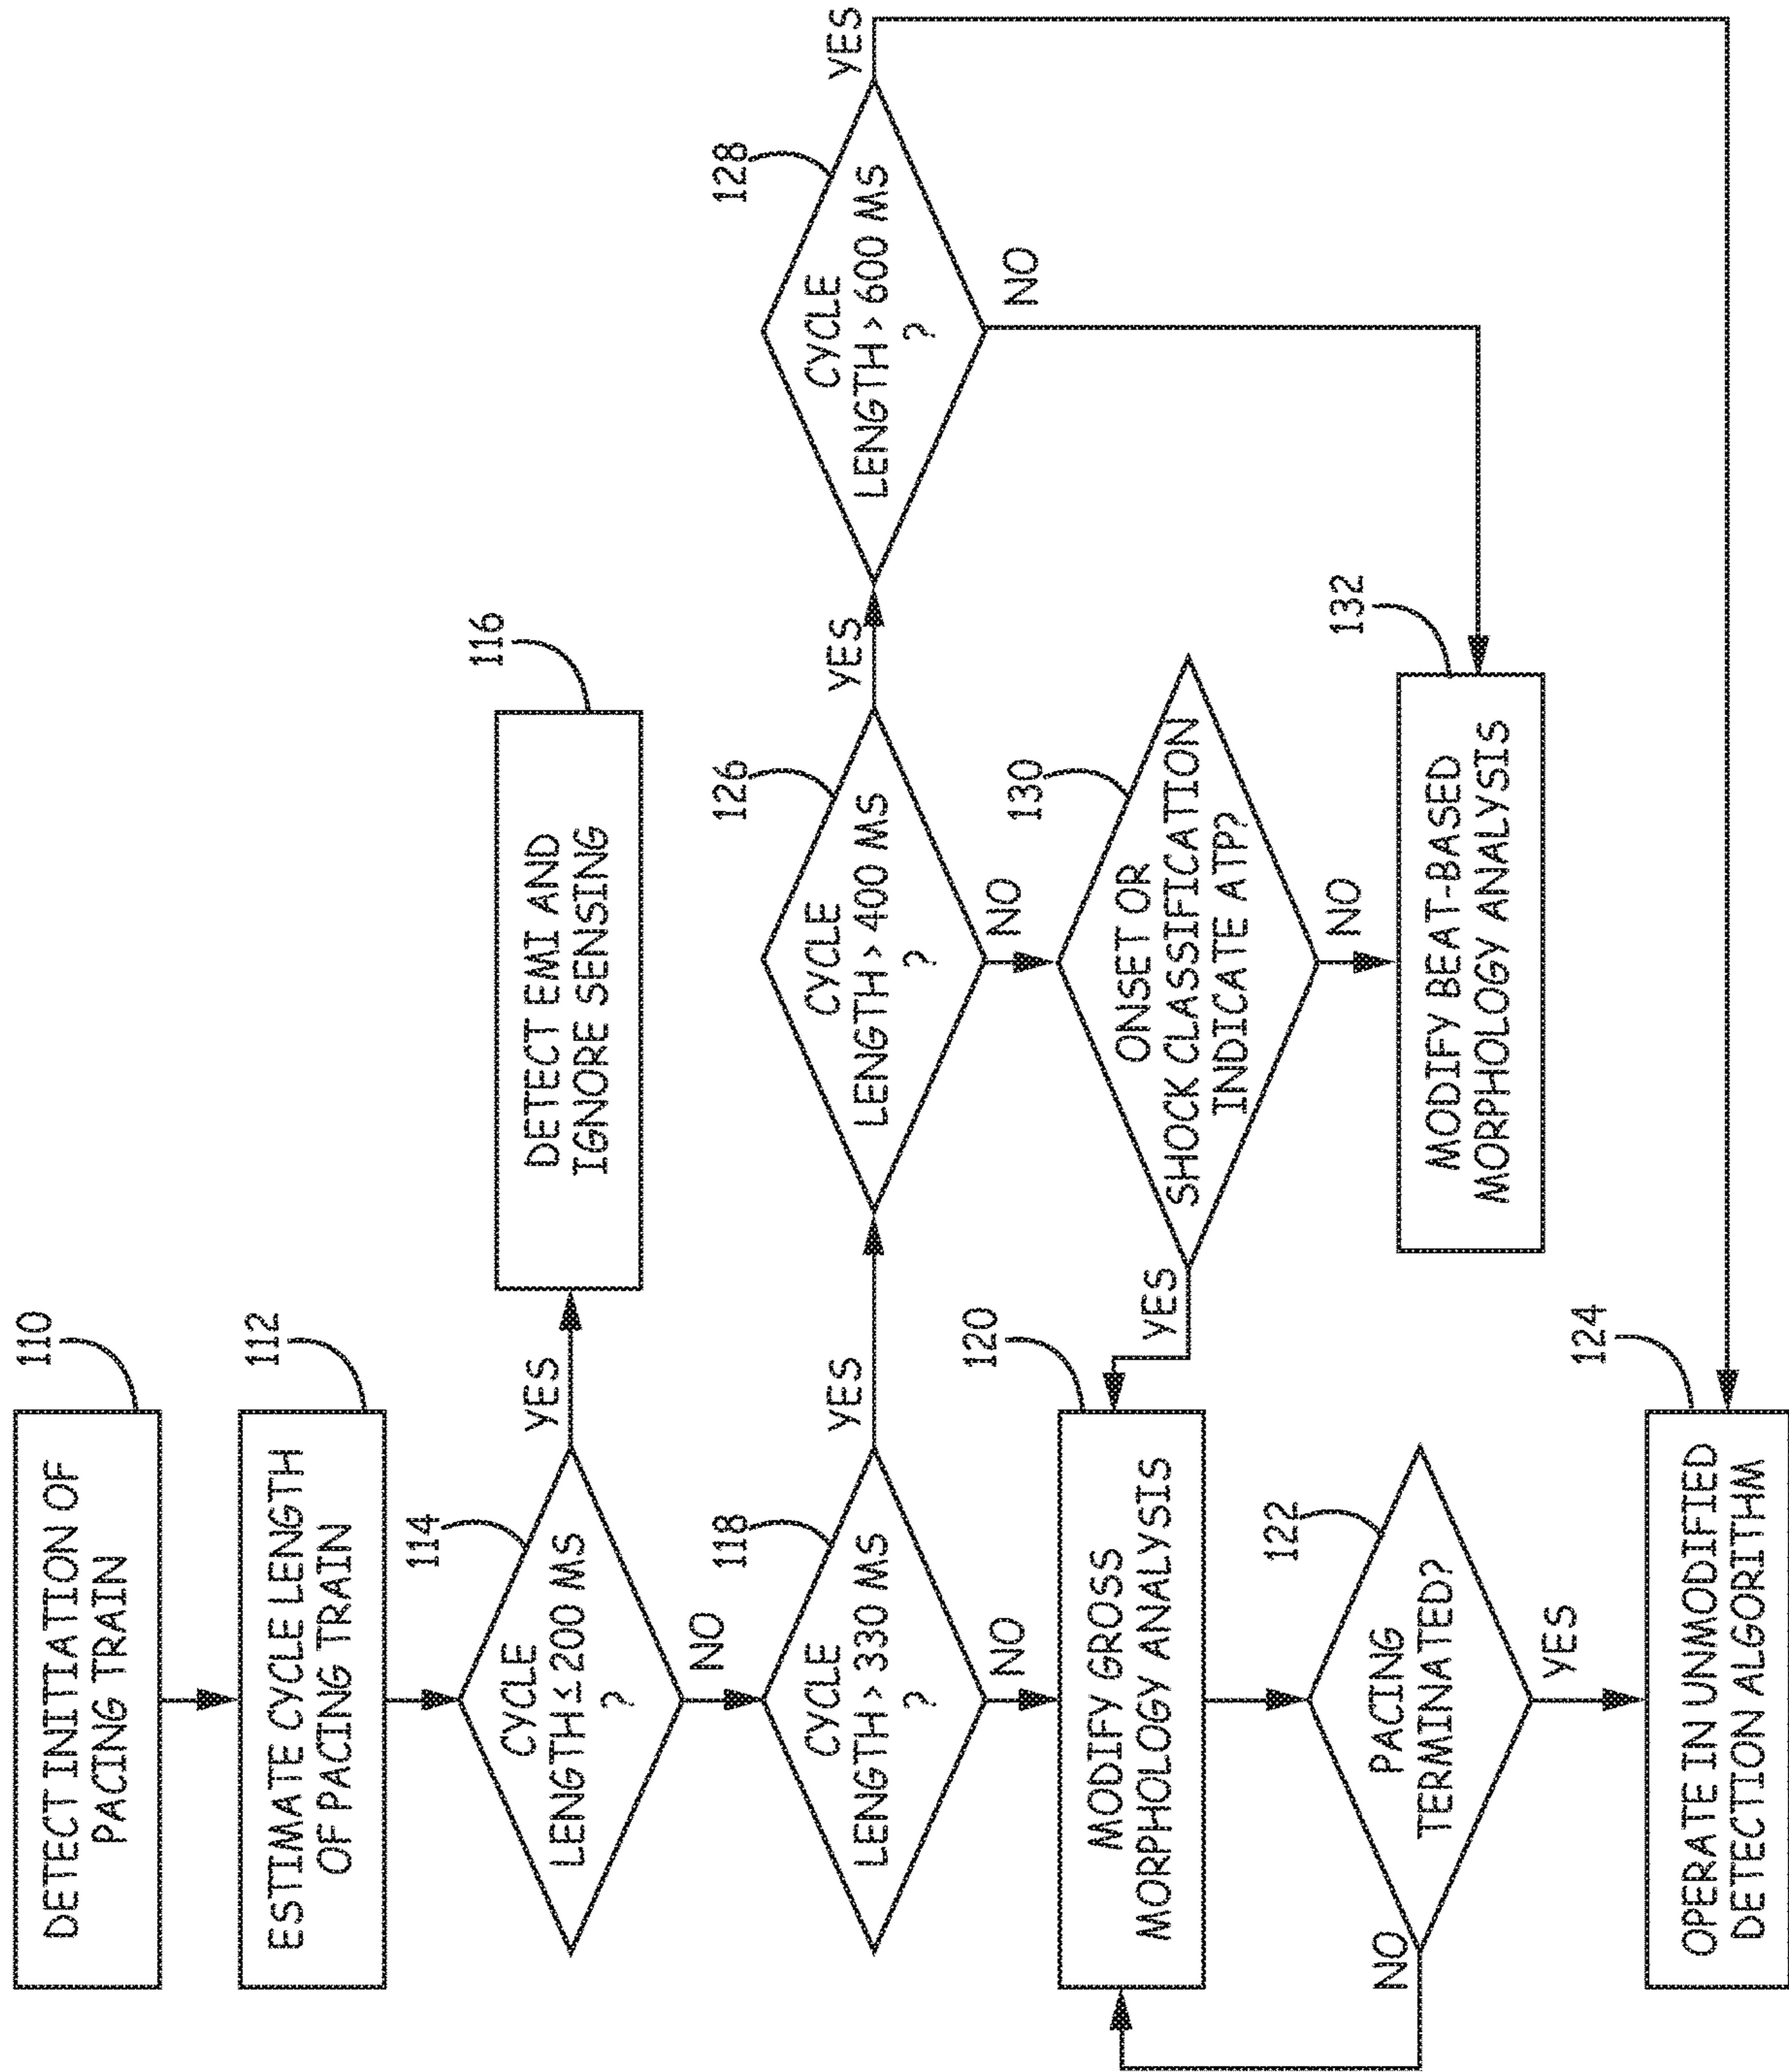 110
DETECT INITIATION OF
PACING TRAIN
112
ESTIMATE CYCLE LENGTH
OF PACING TRAIN
114
CYCLE
LENGTH ≤ 200 MS
?
YES
NO
116
DETECT EMI AND
IGNORE SENSING
118
CYCLE
LENGTH > 330 MS
?
YES
NO
126
CYCLE
LENGTH > 400 MS
?
YES
NO
128
CYCLE
LENGTH > 600 MS
?
YES
NO
120
MODIFY GROSS
MORPHOLOGY ANALYSIS
130
ONSET OR
SHOCK CLASSIFICATION
INDICATE ATP?
YES
NO
122
PACING
TERMINATED?
NO
YES
132
MODIFY BEAT-BASED
MORPHOLOGY ANALYSIS
124
OPERATE IN UNMODIFIED
DETECTION ALGORITHM